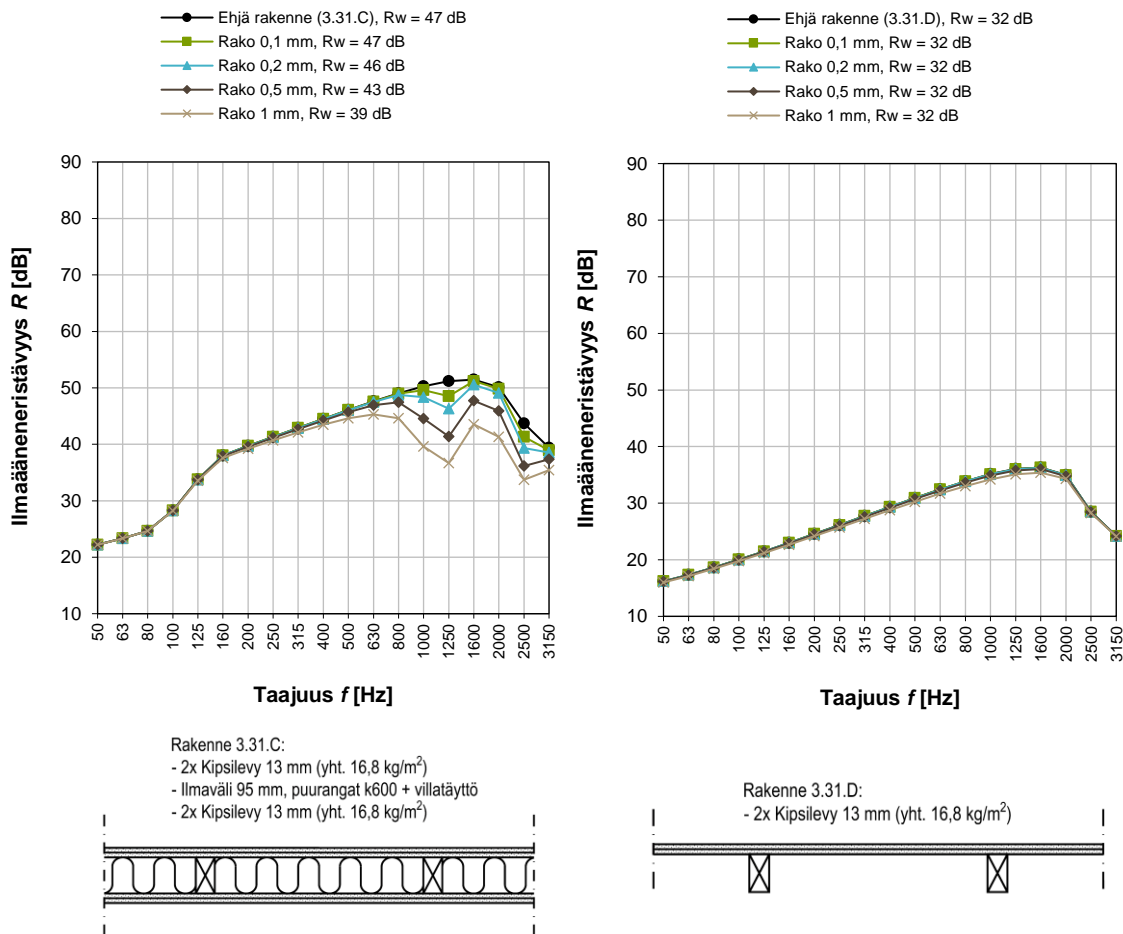 Ehjä rakenne (3.31.C), Rw = 47 dB
Rako 0,1 mm, Rw = 47 dB
Rako 0,2 mm, Rw = 46 dB
Rako 0,5 mm, Rw = 43 dB
Rako 1 mm, Rw = 39 dB
90
80
70
60
50
40
30
20
10
Ilmaääneneristävyys R [dB]
50 63 80 100 125 160 200 250 315 400 500 630 800 1000 1250 1600 2000 2500 3150
Taajuus f [Hz]
Rakenne 3.31.C:
- 2x Kipsilevy 13 mm (yht. 16,8 kg/m²)
- Ilmaväli 95 mm, puurangat k600 + villatäyttö
- 2x Kipsilevy 13 mm (yht. 16,8 kg/m²)
Ehjä rakenne (3.31.D), Rw = 32 dB
Rako 0,1 mm, Rw = 32 dB
Rako 0,2 mm, Rw = 32 dB
Rako 0,5 mm, Rw = 32 dB
Rako 1 mm, Rw = 32 dB
90
80
70
60
50
40
30
20
10
Ilmaääneneristävyys R [dB]
50 63 80 100 125 160 200 250 315 400 500 630 800 1000 1250 1600 2000 2500 3150
Taajuus f [Hz]
Rakenne 3.31.D:
- 2x Kipsilevy 13 mm (yht. 16,8 kg/m²)